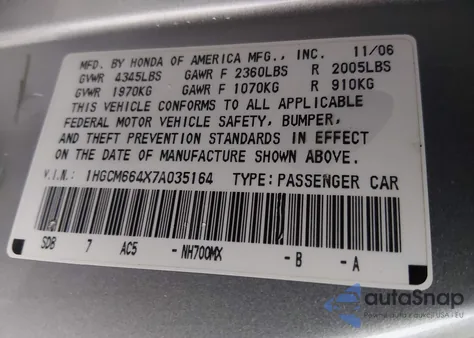 MFD. BY HONDA OF AMERICA MFG., INC. 11/06
GVWR 4345LBS GAWR F 2360LBS R 2005LBS
GVWR 1970KG GAWR F 1070KG R 910KG
THIS VEHICLE CONFORMS TO ALL APPLICABLE
FEDERAL MOTOR VEHICLE SAFETY, BUMPER,
AND THEFT PREVENTION STANDARDS IN EFFECT
ON THE DATE OF MANUFACTURE SHOWN ABOVE.
V.I.N.: 1HGCM664X7A035164 TYPE: PASSENGER CAR
SDB 7 AC5 -NH700MX -B -A
autoSnap